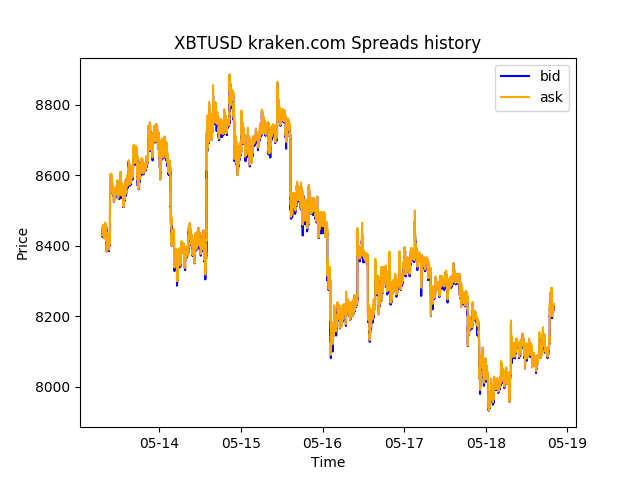 XBTUSD kraken.com Spreads history
bid
ask
Price
8800
8600
8400
8200
8000
05-14 05-15 05-16 05-17 05-18 05-19
Time